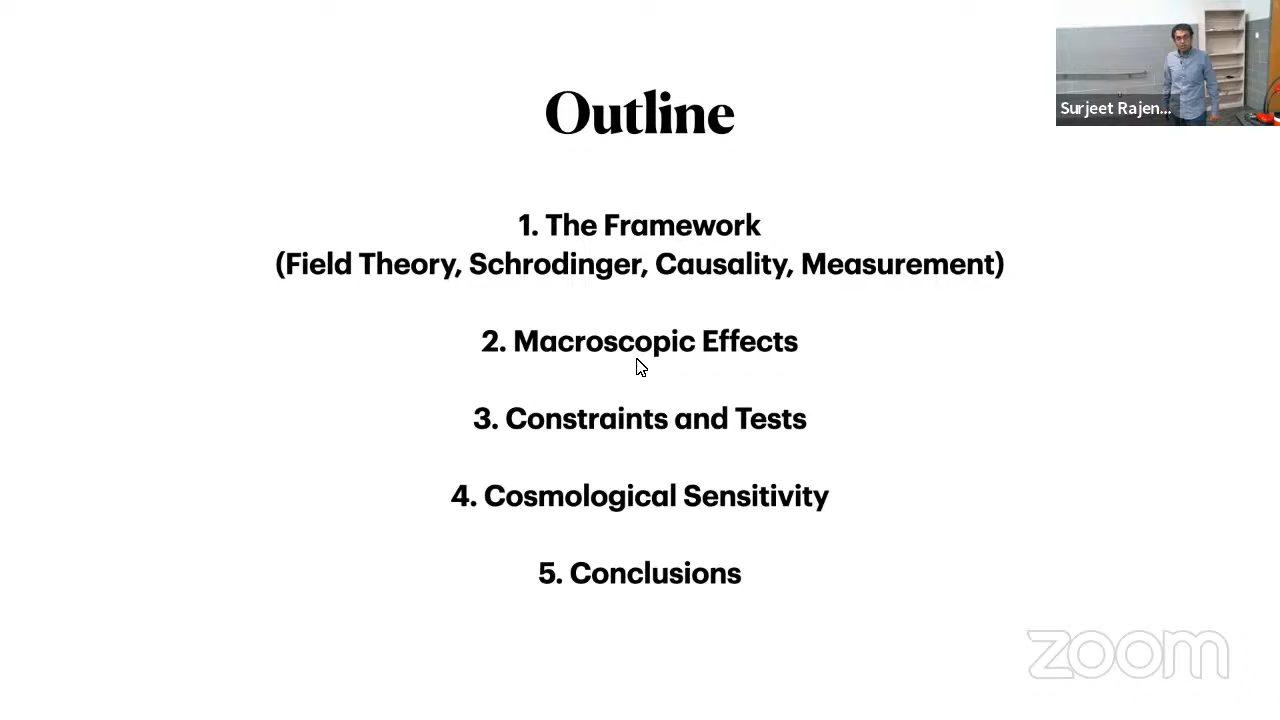 Outline
Surjeet Rajen...
1. The Framework
(Field Theory, Schrodinger, Causality, Measurement)
2. Macroscopic Effects
3. Constraints and Tests
4. Cosmological Sensitivity
5. Conclusions
zoom